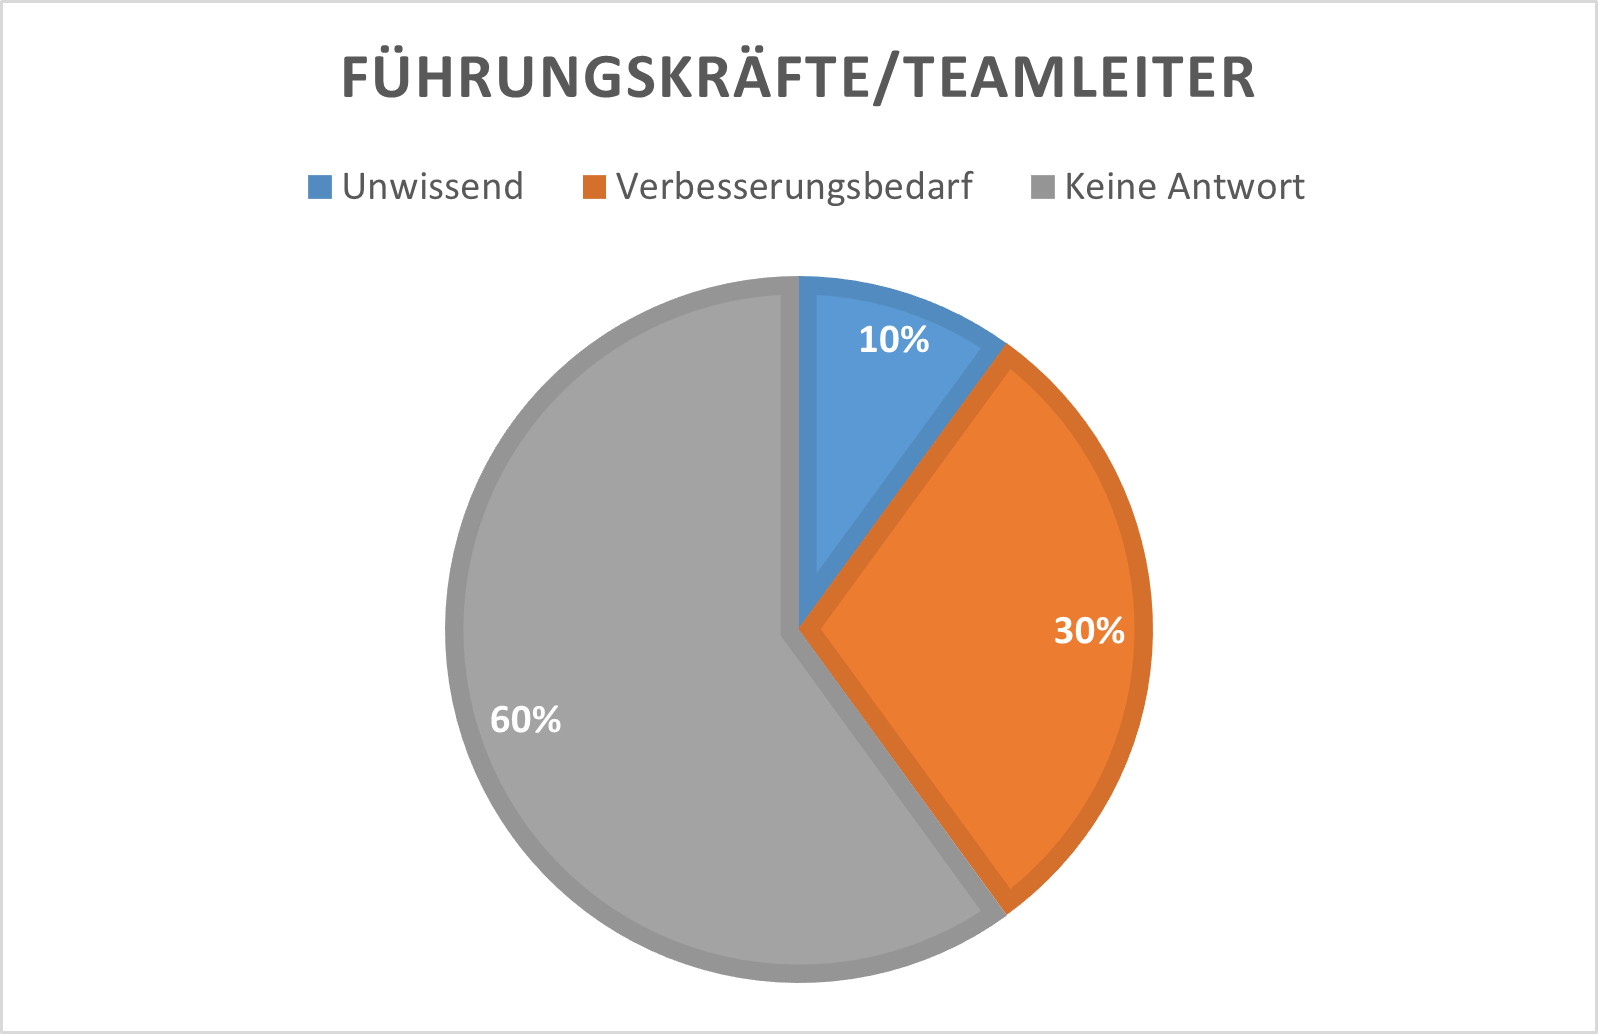 FÜHRUNGSKRÄFTE/TEAMLEITER
Unwissend Verbesserungsbedarf Keine Antwort
10%
30%
60%